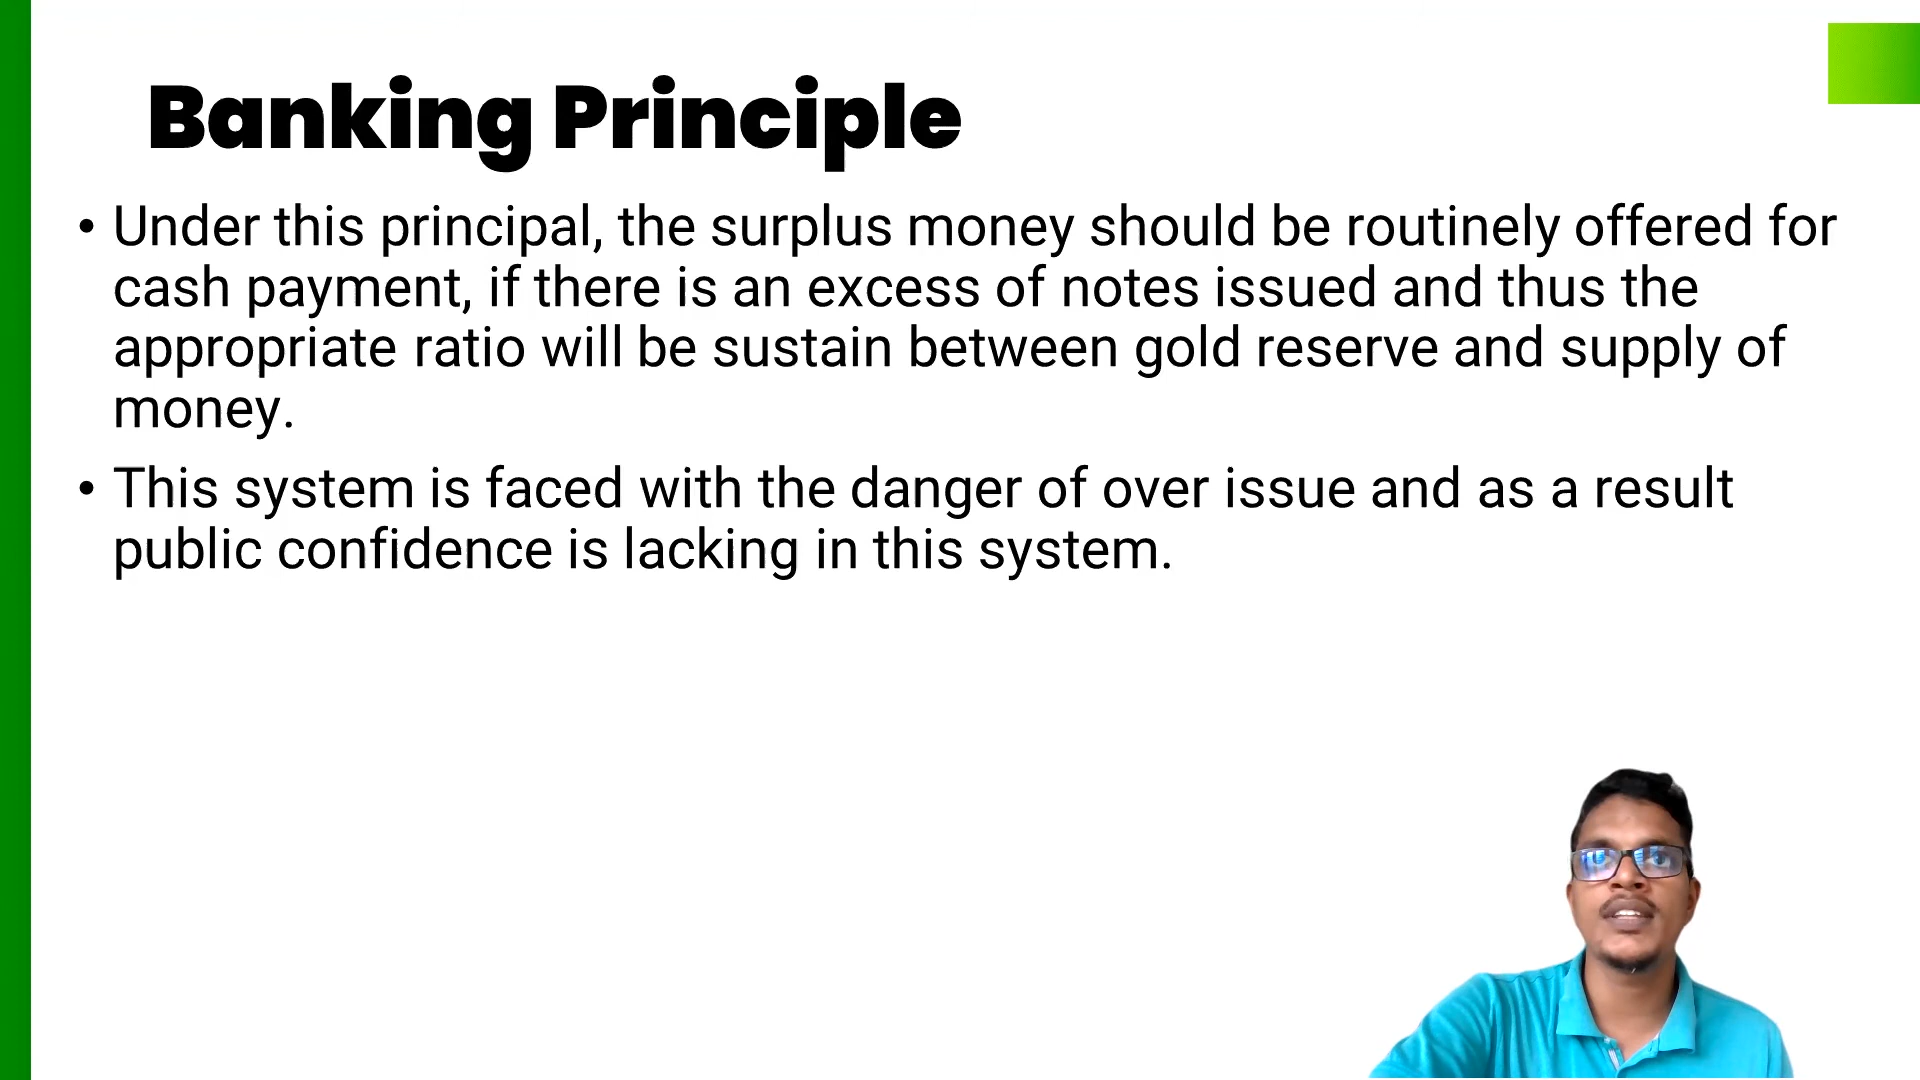 Banking Principle
• Under this principal, the surplus money should be routinely offered for
cash payment, if there is an excess of notes issued and thus the
appropriate ratio will be sustain between gold reserve and supply of
money.
• This system is faced with the danger of over issue and as a result
public confidence is lacking in this system.